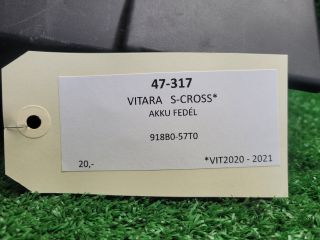 47-317
VITARA S-CROSS*
AKKU FEDÉL
918B0-57T0
20,-
*VIT2020 - 2021